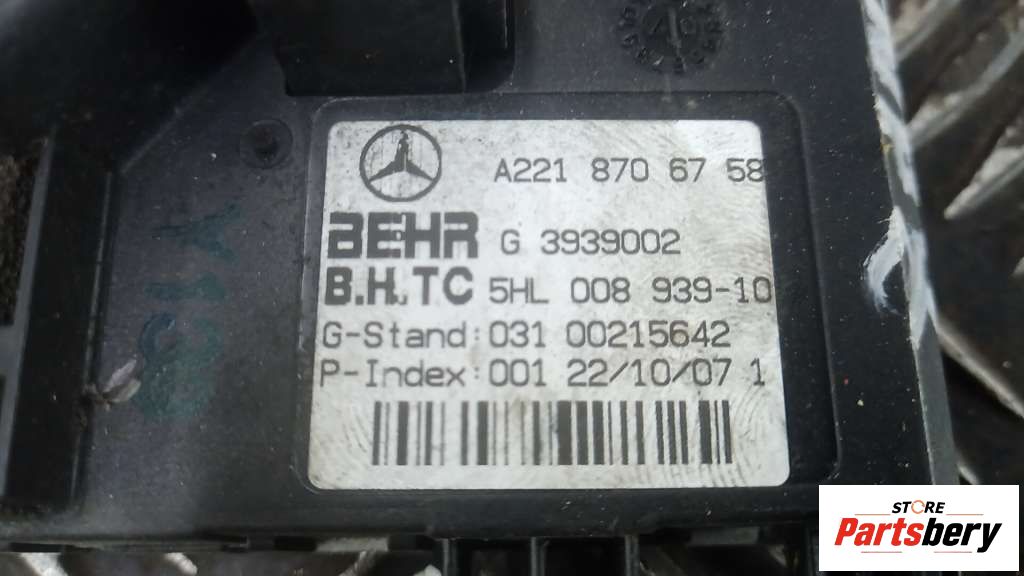 A221 870 67 58
BEHR G 3939002
B.H.TC 5HL 008 939-10
G-Stand:031 00215642
P-Index:001 22/10/07 1
STORE
Partsbery